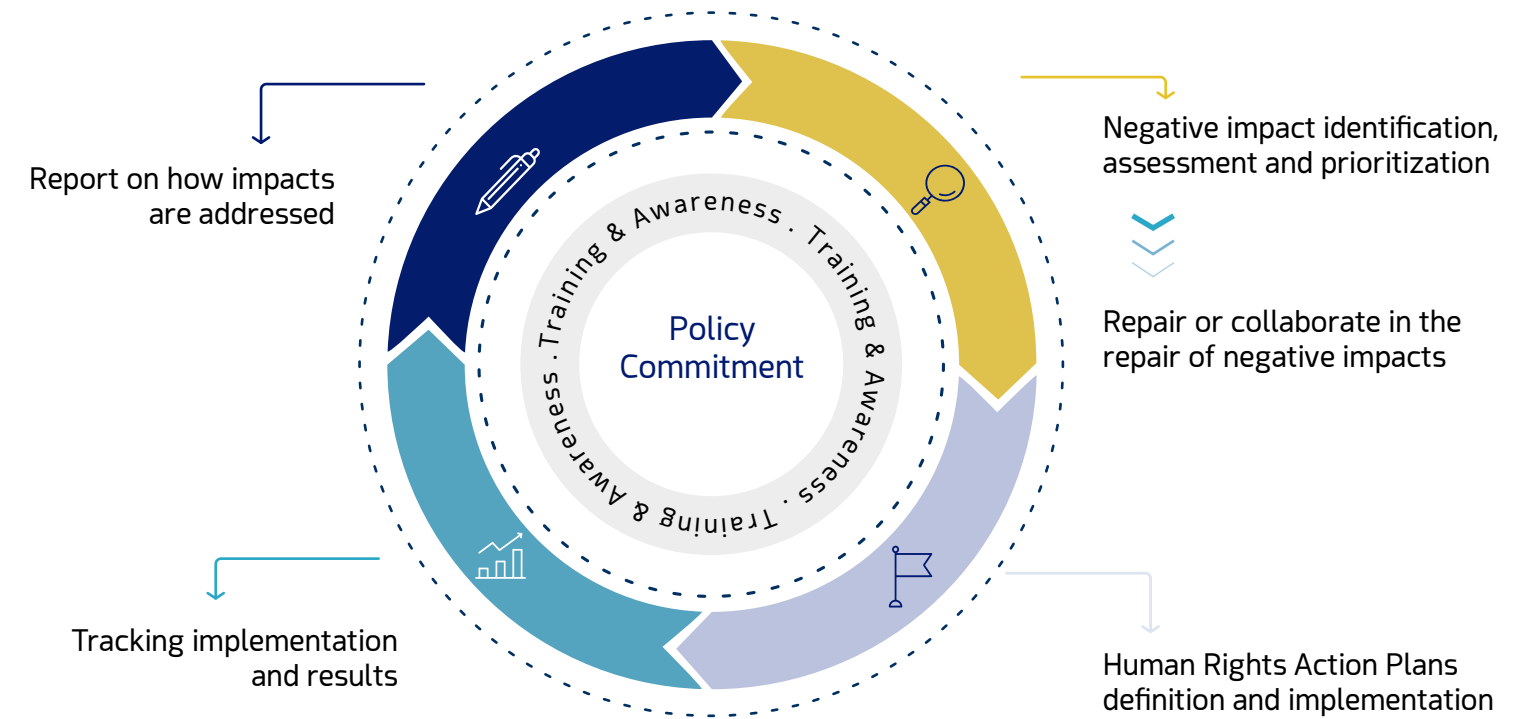 Report on how impacts
are addressed
Negative impact identification,
assessment and prioritization
Repair or collaborate in the
repair of negative impacts
Training & Awareness . Training & Awareness . Training & Awareness .
Policy
Commitment
Tracking implementation
and results
Human Rights Action Plans
definition and implementation